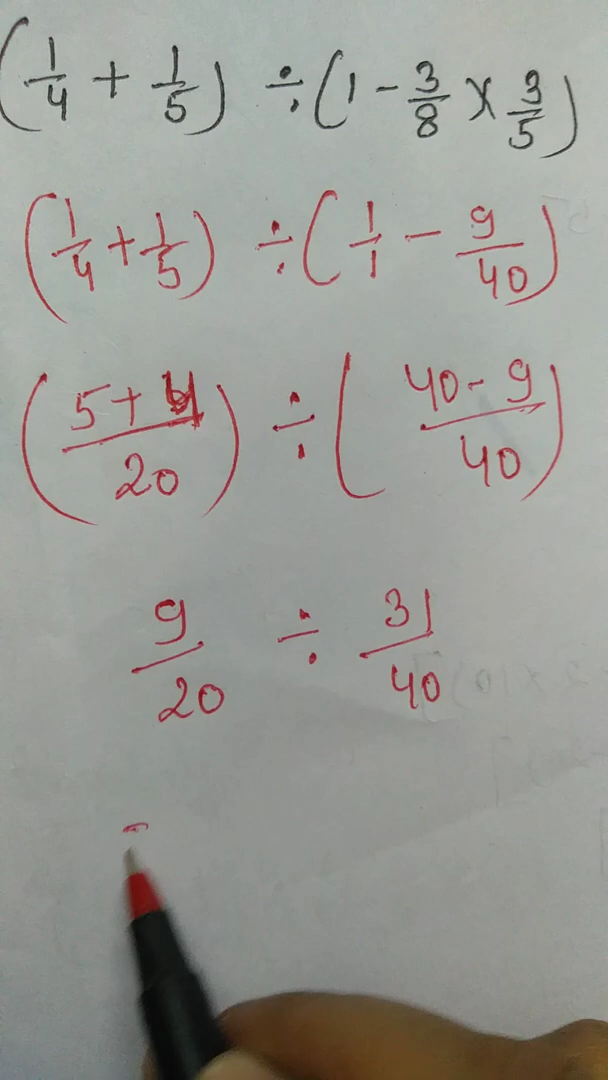 (1/4 + 1/5) ÷ (1 - 3/8 × 3/5)
(1/4 + 1/5) ÷ (1/1 - 9/40)
(5+4/20) ÷ (40-9/40)
9/20 ÷ 31/40